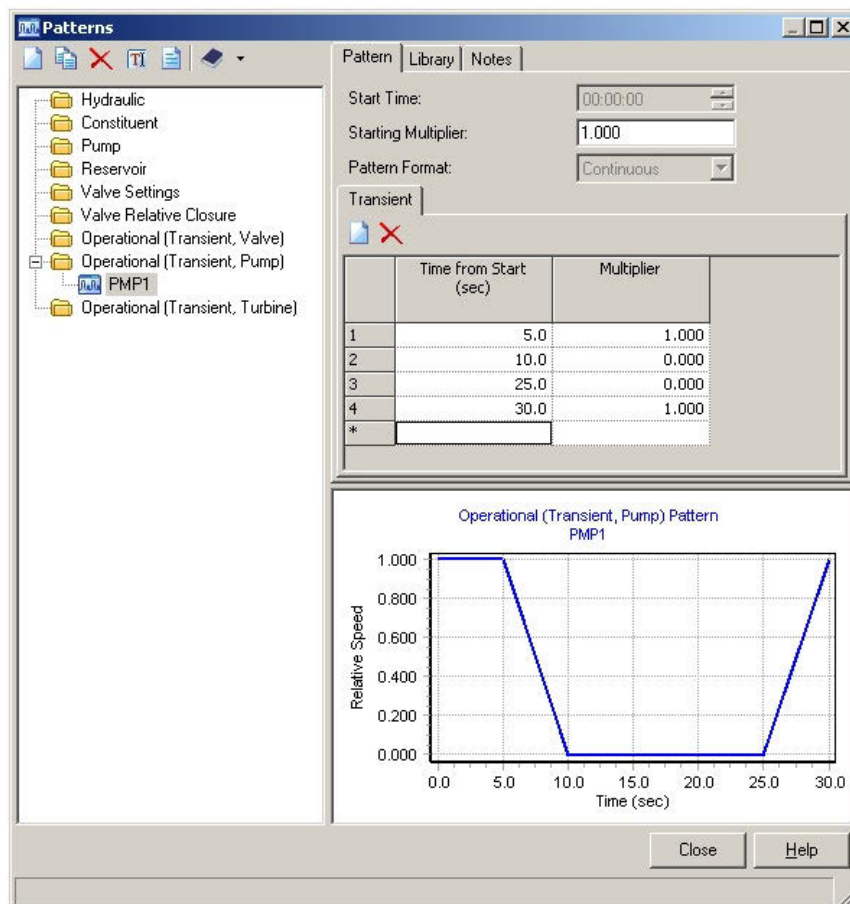 Patterns
Hydraulic
Constituent
Pump
Reservoir
Valve Settings
Valve Relative Closure
Operational (Transient, Valve)
Operational (Transient, Pump)
PMP1
Operational (Transient, Turbine)
Pattern Library Notes
Start Time: 00:00:00
Starting Multiplier: 1.000
Pattern Format: Continuous
Transient
Time from Start (sec) Multiplier
1 5.0 1.000
2 10.0 0.000
3 25.0 0.000
4 30.0 1.000
*
Operational (Transient, Pump) Pattern
PMP1
Relative Speed
1.000
0.800
0.600
0.400
0.200
0.000
0.0 5.0 10.0 15.0 20.0 25.0 30.0
Time (sec)
Close Help